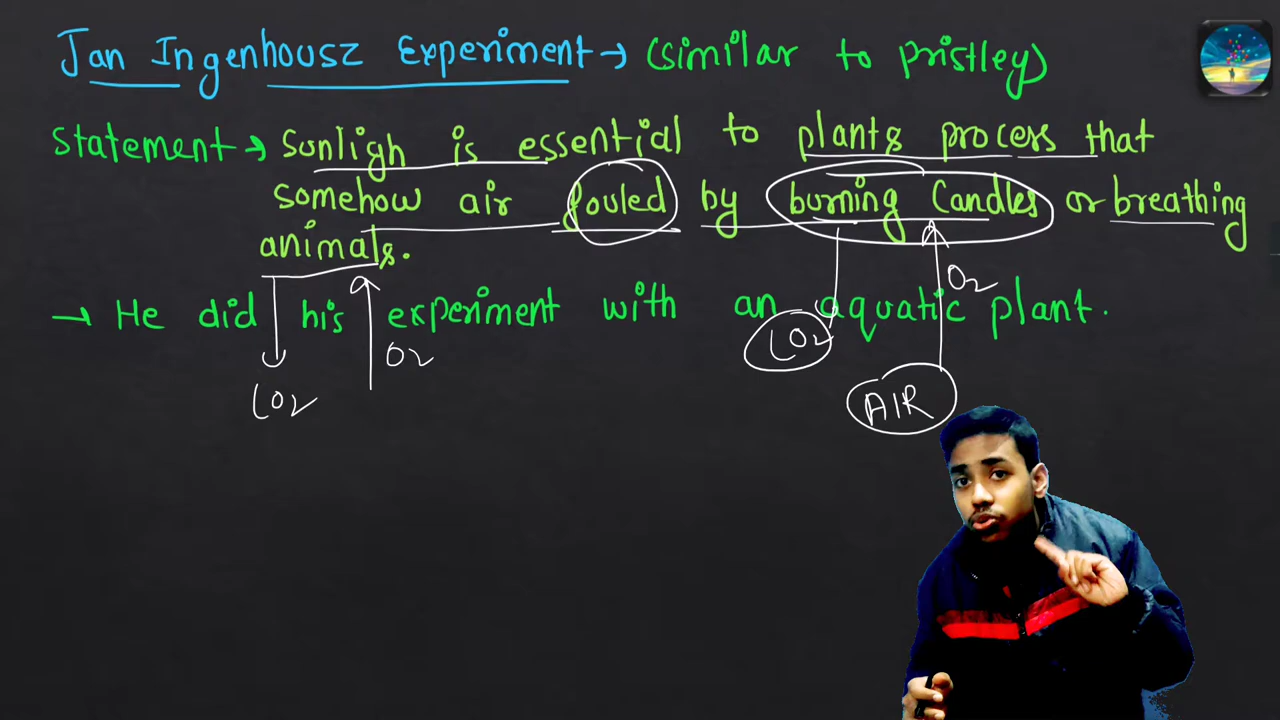 Jan Ingenhousz Experiment → (similar to pristley)
Statement → Sunligh is essential to plants process that
somehow air fouled by burning Candles or breathing
animals.
O2
→ He did his experiment with an aquatic plant.
CO2
O2
AIR
CO2